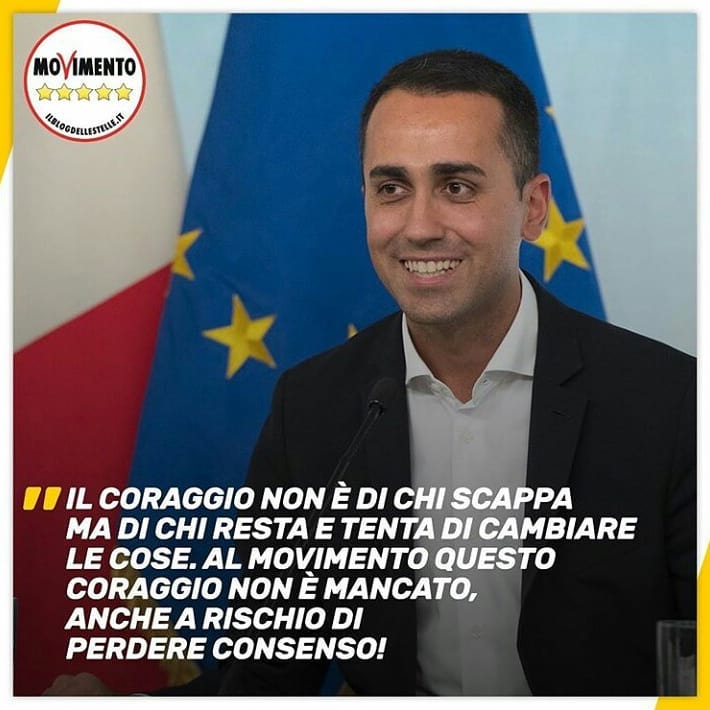 MOVIMENTO
ILBLOGDELLESTELLE.IT
" IL CORAGGIO NON È DI CHI SCAPPA
MA DI CHI RESTA E TENTA DI CAMBIARE
LE COSE. AL MOVIMENTO QUESTO
CORAGGIO NON È MANCATO,
ANCHE A RISCHIO DI
PERDERE CONSENSO!